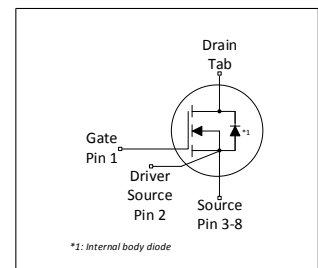 Drain
Tab
*1
Gate
Pin 1
Driver
Source
Pin 2
Source
Pin 3-8
*1: Internal body diode